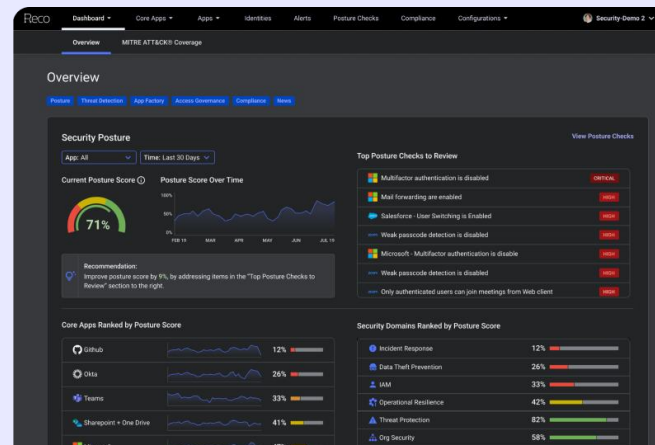 Reco Dashboard Core Apps Apps Identities Alerts Posture Checks Compliance Configurations Security-Demo 2
Overview MITRE ATT&CK® Coverage
Overview
Posture Threat Detection App Factory Access Governance Compliance News
Security Posture
View Posture Checks
App: All Time: Last 30 Days
Current Posture Score Posture Score Over Time
100%
50%
0%
71%
FEB 19 MAR APR MAY JUN JUL 19
Recommendation:
Improve posture score by 9%, by addressing items in the "Top Posture Checks to
Review" section to the right.
Top Posture Checks to Review
Multifactor authentication is disabled CRITICAL
Mail forwarding are enabled HIGH
Salesforce - User Switching is Enabled HIGH
Weak passcode detection is disabled HIGH
Microsoft - Multifactor authentication is disable HIGH
Weak passcode detection is disabled HIGH
Only authenticated users can join meetings from Web client HIGH
Core Apps Ranked by Posture Score
Github 12%
Okta 26%
Teams 33%
Sharepoint + One Drive 41%
Security Domains Ranked by Posture Score
Incident Response 12%
Data Theft Prevention 26%
IAM 33%
Operational Resilience 42%
Threat Protection 82%
Org Security 58%